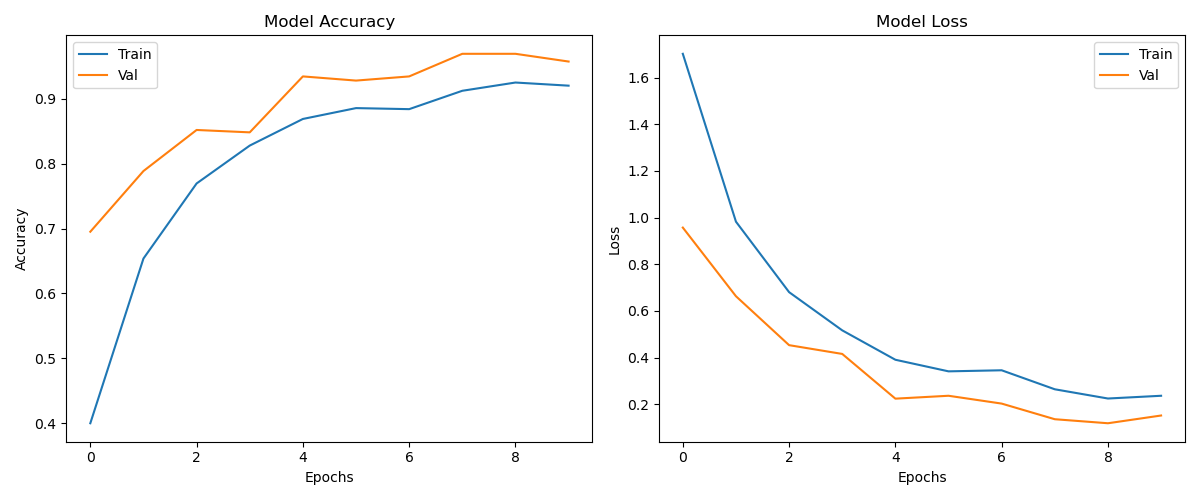 Model Accuracy
Train
Val
0.9
0.8
0.7
0.6
0.5
0.4
Accuracy
0 2 4 6 8
Epochs
Model Loss
Train
Val
1.6
1.4
1.2
1.0
0.8
0.6
0.4
0.2
Loss
0 2 4 6 8
Epochs